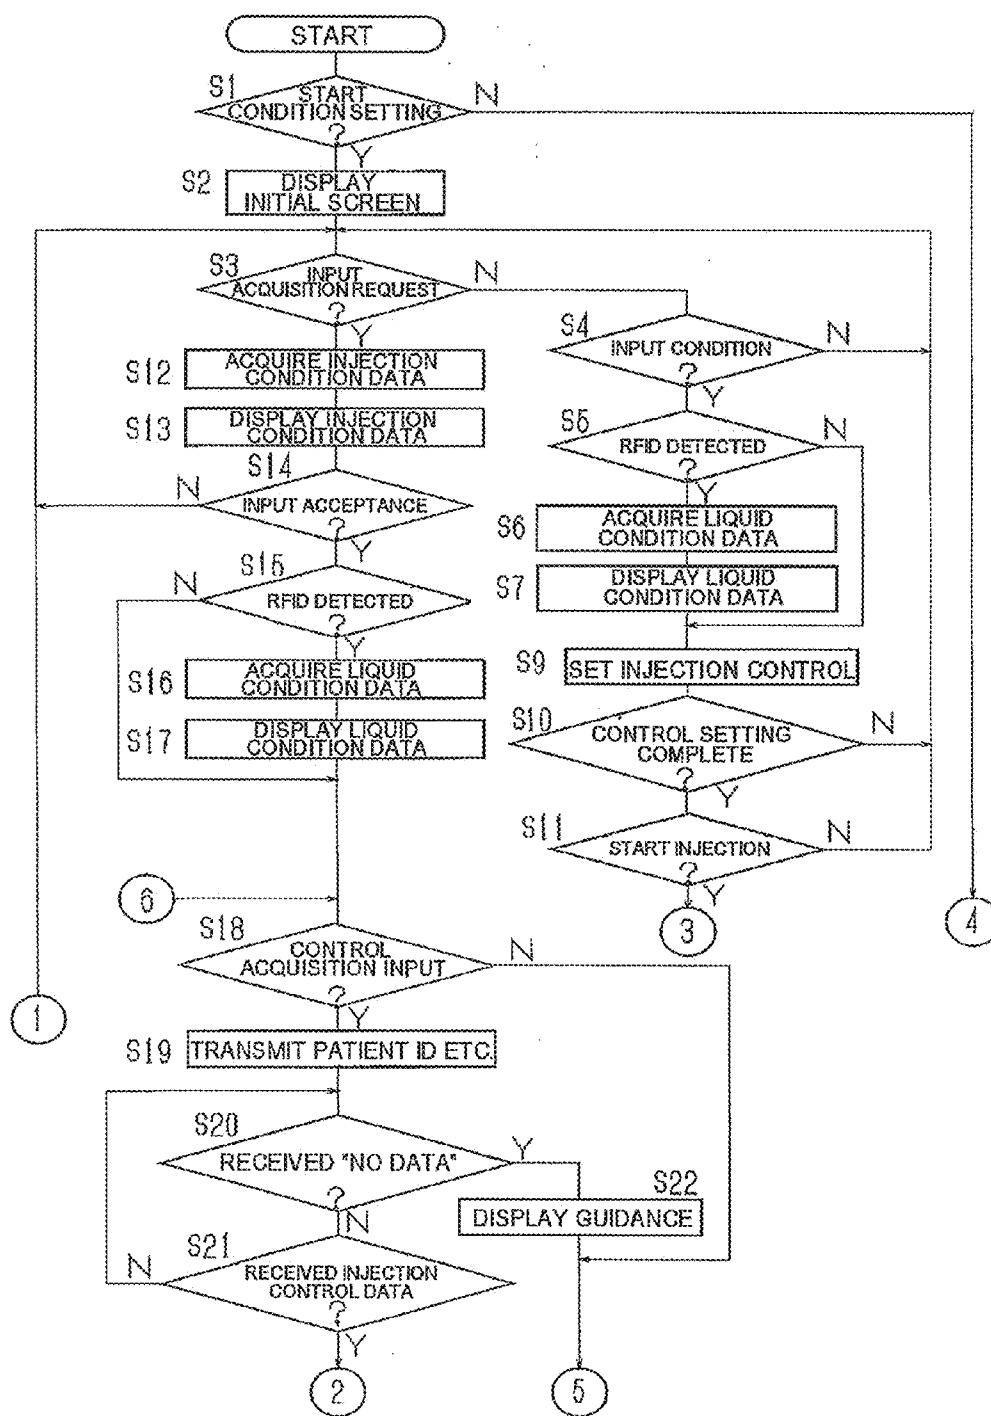 START
S1
START
CONDITION SETTING
?
N
Y
S2
DISPLAY
INITIAL SCREEN
S3
INPUT
ACQUISITION REQUEST
?
N
Y
S4
INPUT CONDITION
?
N
Y
S12
ACQUIRE INJECTION
CONDITION DATA
S13
DISPLAY INJECTION
CONDITION DATA
S5
RFID DETECTED
?
N
Y
S14
INPUT ACCEPTANCE
?
N
Y
S6
ACQUIRE LIQUID
CONDITION DATA
S7
DISPLAY LIQUID
CONDITION DATA
S15
RFID DETECTED
?
N
Y
S16
ACQUIRE LIQUID
CONDITION DATA
S17
DISPLAY LIQUID
CONDITION DATA
S9
SET INJECTION CONTROL
S10
CONTROL SETTING
COMPLETE
?
N
Y
S11
START INJECTION
?
N
Y
6
3
4
S18
CONTROL
ACQUISITION INPUT
?
N
Y
1
S19
TRANSMIT PATIENT ID ETC.
S20
RECEIVED "NO DATA"
?
Y
N
S22
DISPLAY GUIDANCE
S21
RECEIVED INJECTION
CONTROL DATA
?
N
Y
2
5